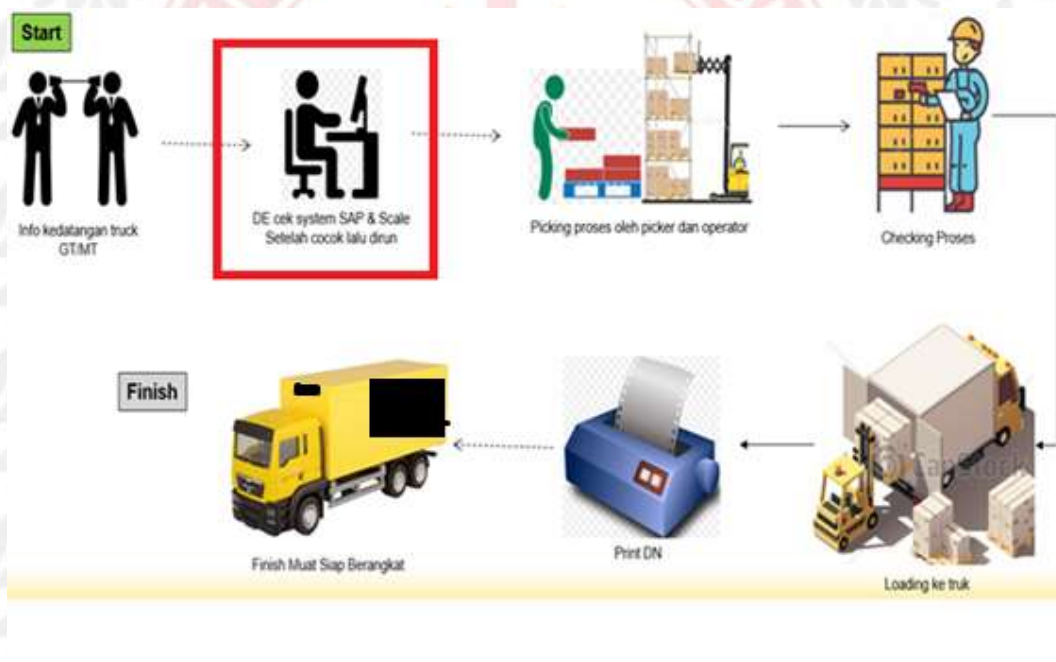 Start
Info kedatangan truck
GT/MT
DE cek system SAP & Scale
Setelah cocok lalu dirun
Picking proses oleh picker dan operator
Checking Proses
Finish
Finish Muat Siap Berangkat
Print DN
CanStock
Loading ke truk